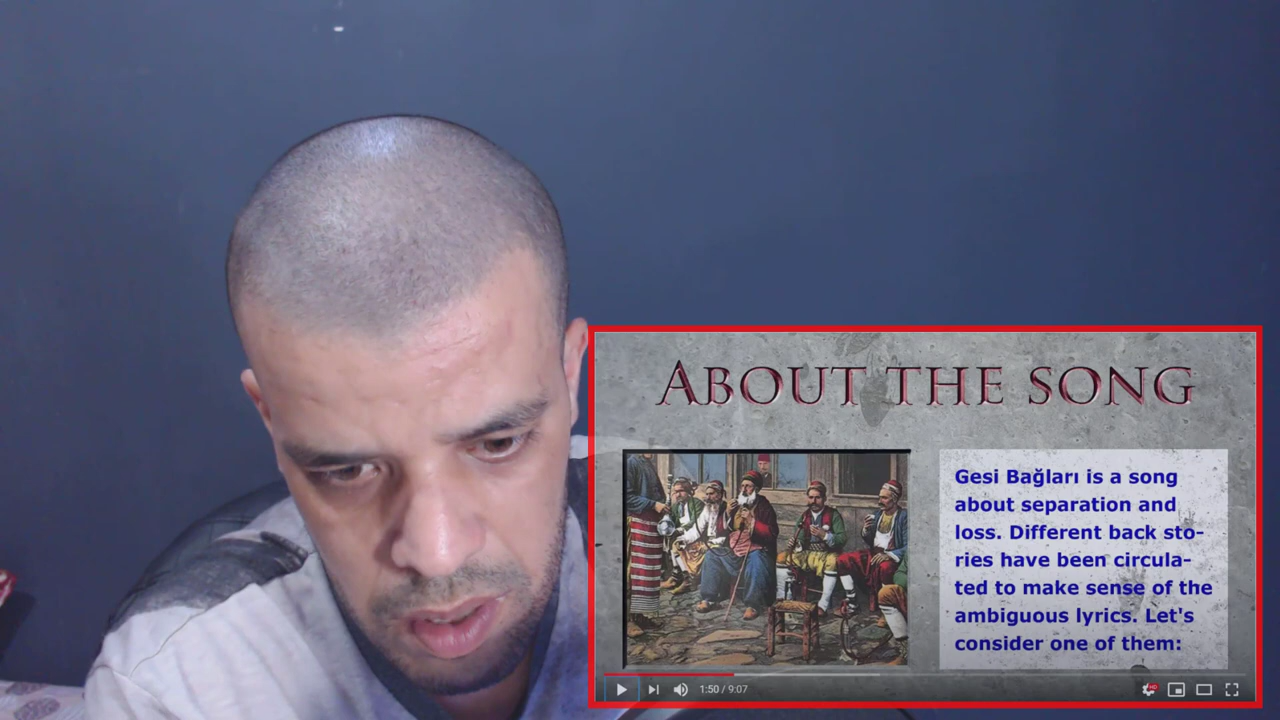 ABOUT THE SONG
Gesi Bağları is a song
about separation and
loss. Different back sto-
ries have been circula-
ted to make sense of the
ambiguous lyrics. Let's
consider one of them:
1:50 / 9:07
HD